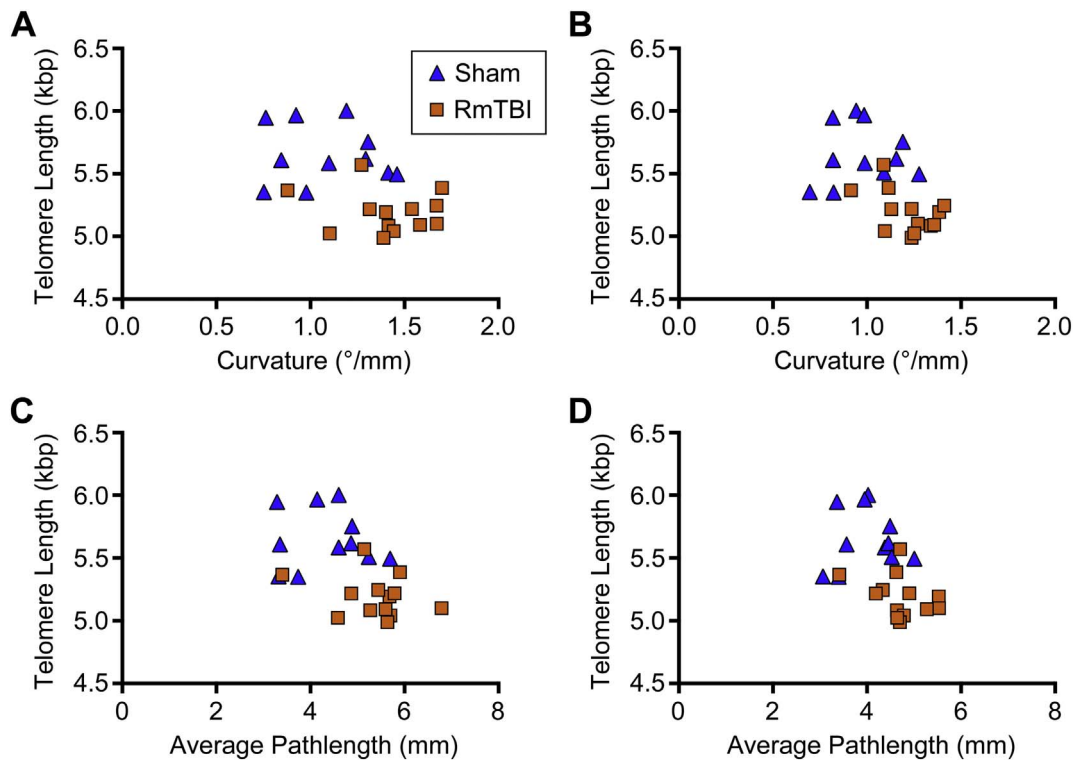 A
6.5
6.0
5.5
5.0
4.5
Telomere Length (kbp)
0.0 0.5 1.0 1.5 2.0
Curvature (°/mm)
Sham
RmTBI
B
6.5
6.0
5.5
5.0
4.5
Telomere Length (kbp)
0.0 0.5 1.0 1.5 2.0
Curvature (°/mm)
C
6.5
6.0
5.5
5.0
4.5
Telomere Length (kbp)
0 2 4 6 8
Average Pathlength (mm)
D
6.5
6.0
5.5
5.0
4.5
Telomere Length (kbp)
0 2 4 6 8
Average Pathlength (mm)